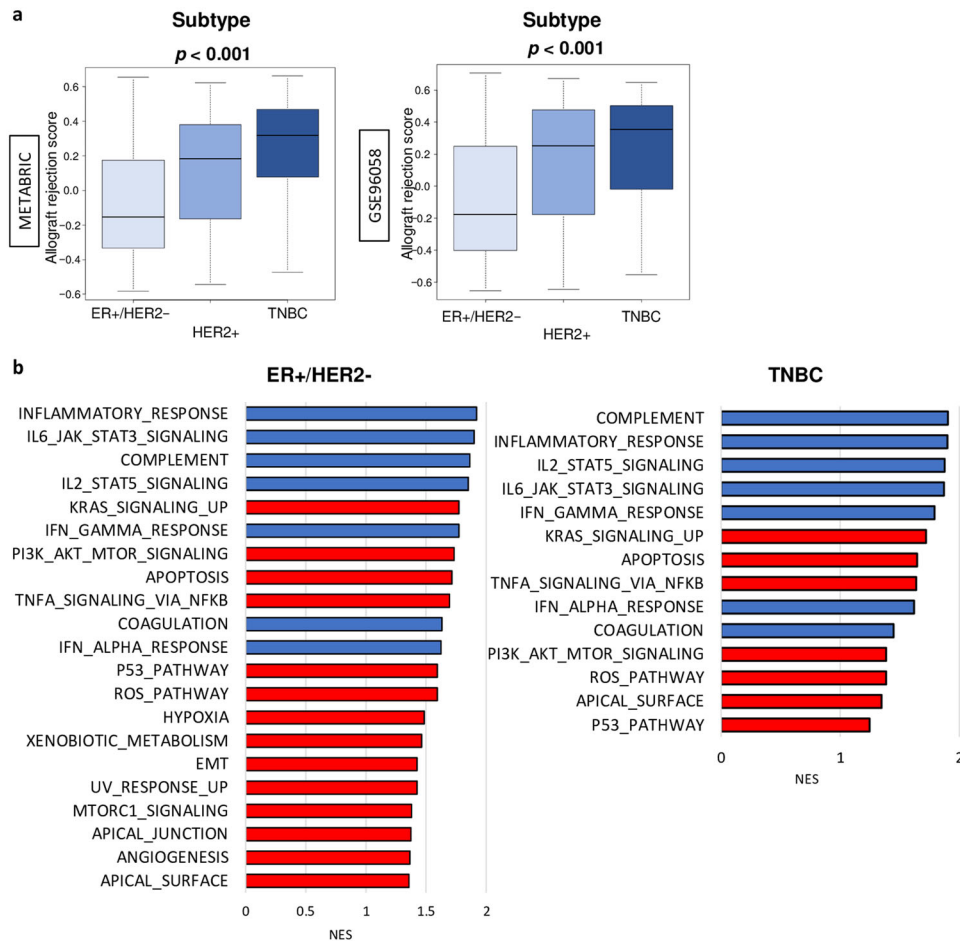 a
Subtype
p < 0.001
METABRIC
Allograft rejection score
0.6
0.4
0.2
0.0
−0.2
−0.4
−0.6
ER+/HER2−
HER2+
TNBC
Subtype
p < 0.001
GSE96058
Allograft rejection score
0.6
0.4
0.2
0.0
−0.2
−0.4
−0.6
ER+/HER2−
HER2+
TNBC
b
ER+/HER2-
INFLAMMATORY_RESPONSE
IL6_JAK_STAT3_SIGNALING
COMPLEMENT
IL2_STAT5_SIGNALING
KRAS_SIGNALING_UP
IFN_GAMMA_RESPONSE
PI3K_AKT_MTOR_SIGNALING
APOPTOSIS
TNFA_SIGNALING_VIA_NFKB
COAGULATION
IFN_ALPHA_RESPONSE
P53_PATHWAY
ROS_PATHWAY
HYPOXIA
XENOBIOTIC_METABOLISM
EMT
UV_RESPONSE_UP
MTORC1_SIGNALING
APICAL_JUNCTION
ANGIOGENESIS
APICAL_SURFACE
0 0.5 1 1.5 2
NES
TNBC
COMPLEMENT
INFLAMMATORY_RESPONSE
IL2_STAT5_SIGNALING
IL6_JAK_STAT3_SIGNALING
IFN_GAMMA_RESPONSE
KRAS_SIGNALING_UP
APOPTOSIS
TNFA_SIGNALING_VIA_NFKB
IFN_ALPHA_RESPONSE
COAGULATION
PI3K_AKT_MTOR_SIGNALING
ROS_PATHWAY
APICAL_SURFACE
P53_PATHWAY
0 1 2
NES